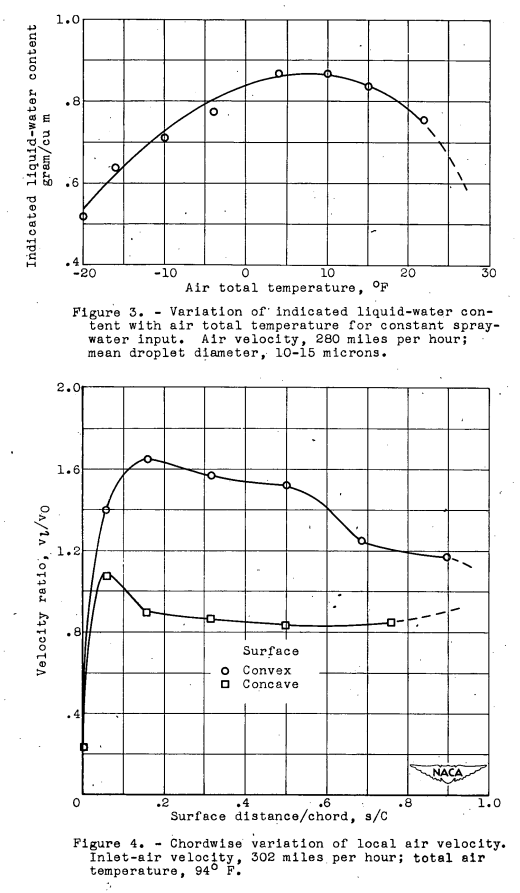 Indicated liquid-water content
gram/cu m
1.0
.8
.6
.4
-20
-10
0
10
20
30
Air total temperature, °F
Figure 3. - Variation of indicated liquid-water con-
tent with air total temperature for constant spray-
water input. Air velocity, 280 miles per hour;
mean droplet diameter, 10-15 microns.
Velocity ratio, v_l/v_0
2.0
1.6
1.2
.8
.4
Surface
Convex
Concave
NACA
0
.2
.4
.6
.8
1.0
Surface distance/chord, s/C
Figure 4. - Chordwise variation of local air velocity.
Inlet-air velocity, 302 miles per hour; total air
temperature, 94° F.